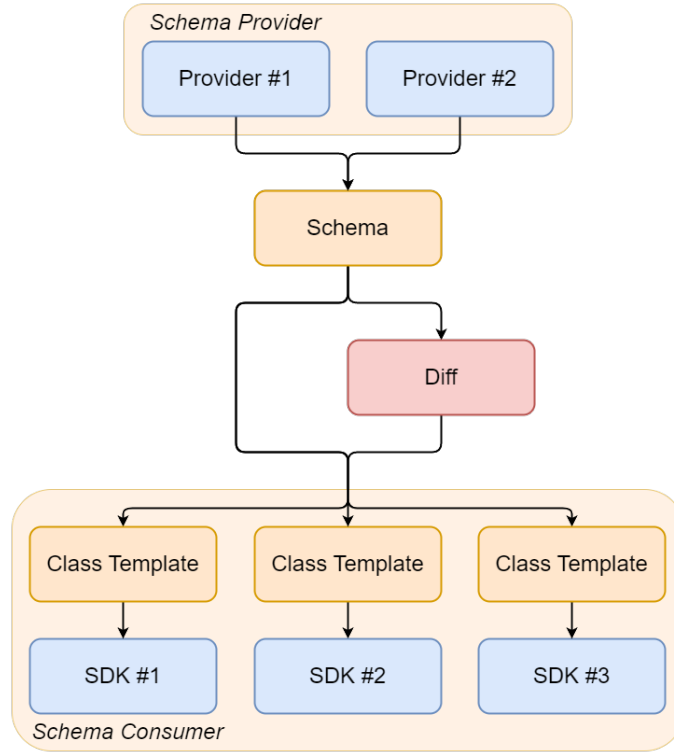 Schema Provider
Provider #1
Provider #2
Schema
Diff
Class Template
Class Template
Class Template
SDK #1
SDK #2
SDK #3
Schema Consumer